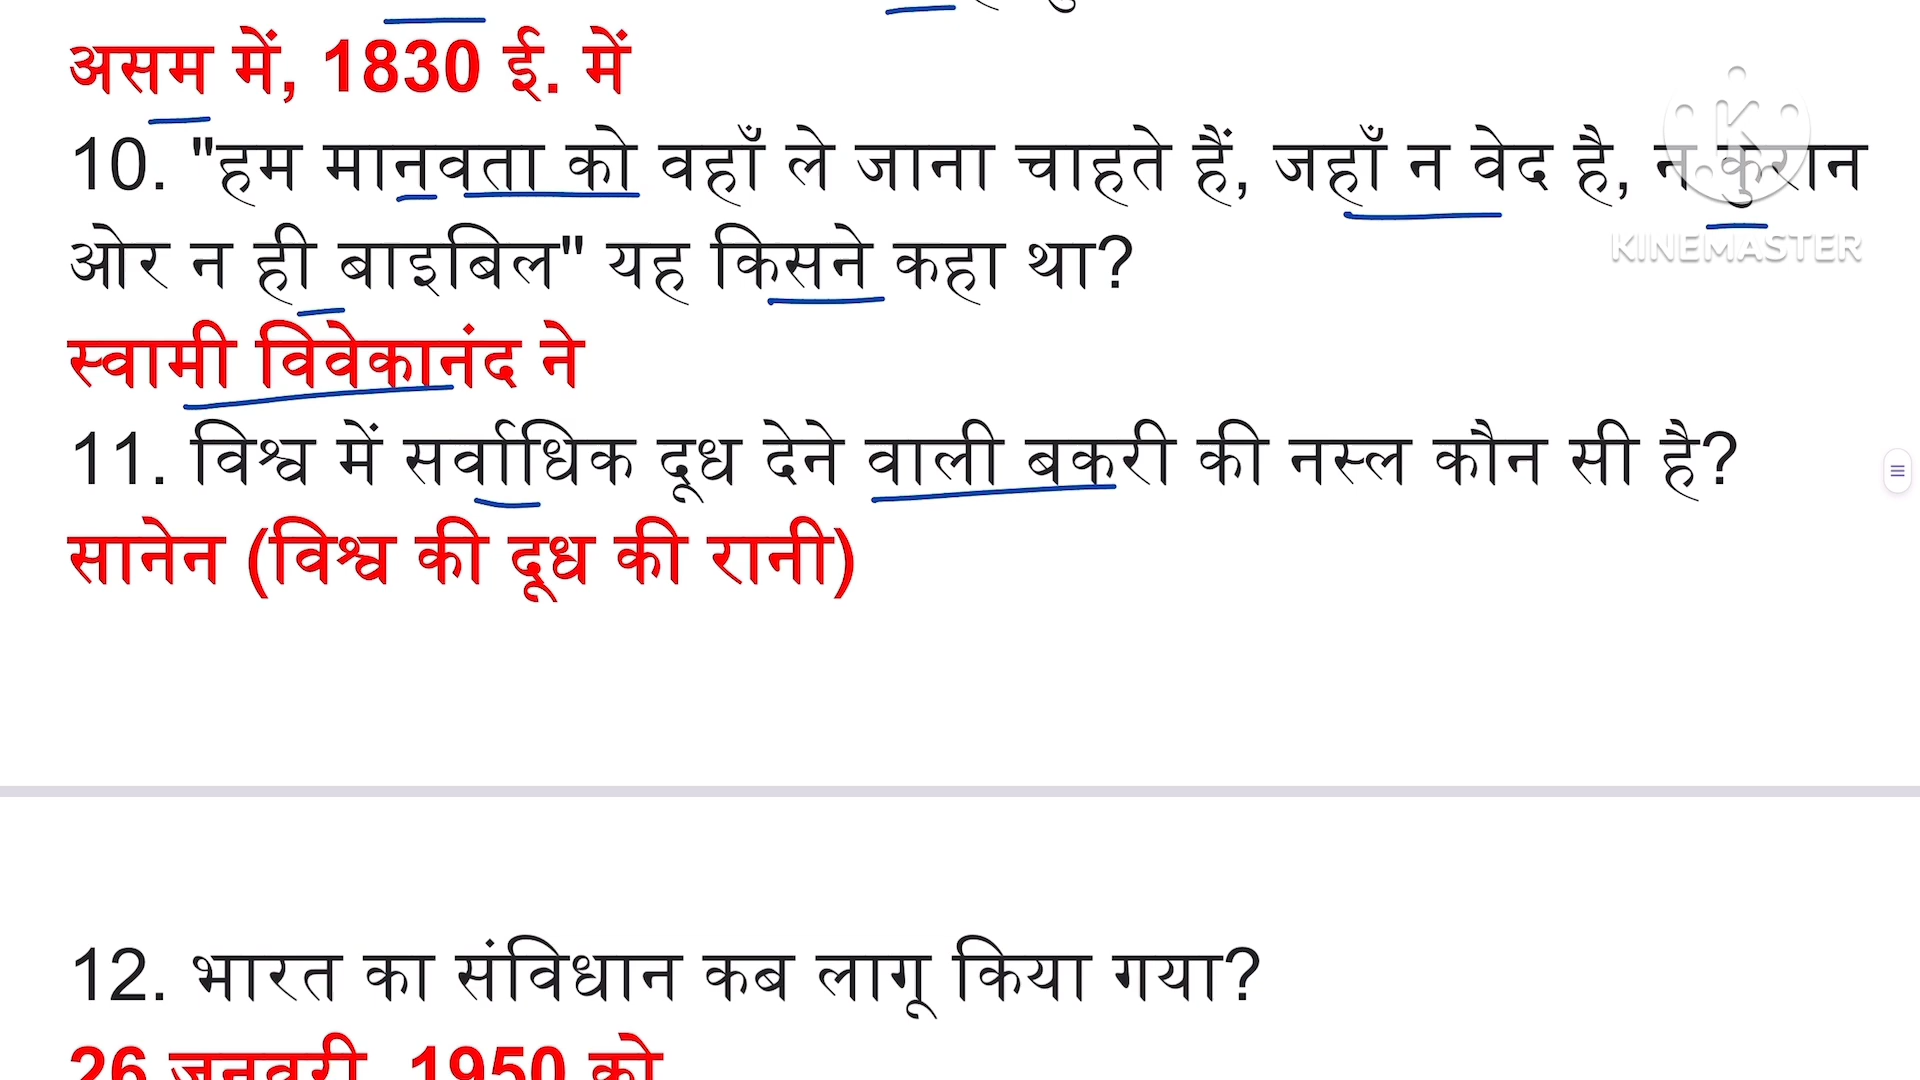 असम में, 1830 ई. में
10. "हम मानवता को वहाँ ले जाना चाहते हैं, जहाँ न वेद है, न कुरान
ओर न ही बाइबिल" यह किसने कहा था?
KINEMASTER
स्वामी विवेकानंद ने
11. विश्व में सर्वाधिक दूध देने वाली बकरी की नस्ल कौन सी है?
सानेन (विश्व की दूध की रानी)
12. भारत का संविधान कब लागू किया गया?
26 जनवरी, 1950 को